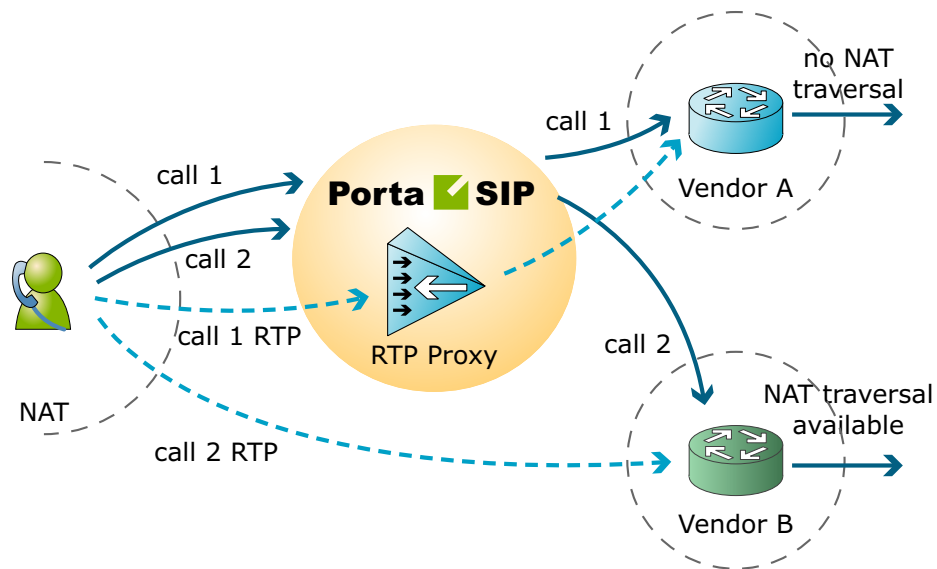 no NAT
traversal
call 1
Vendor A
call 1
Porta SIP
call 2
call 1 RTP
RTP Proxy
call 2
NAT
NAT traversal
available
call 2 RTP
Vendor B